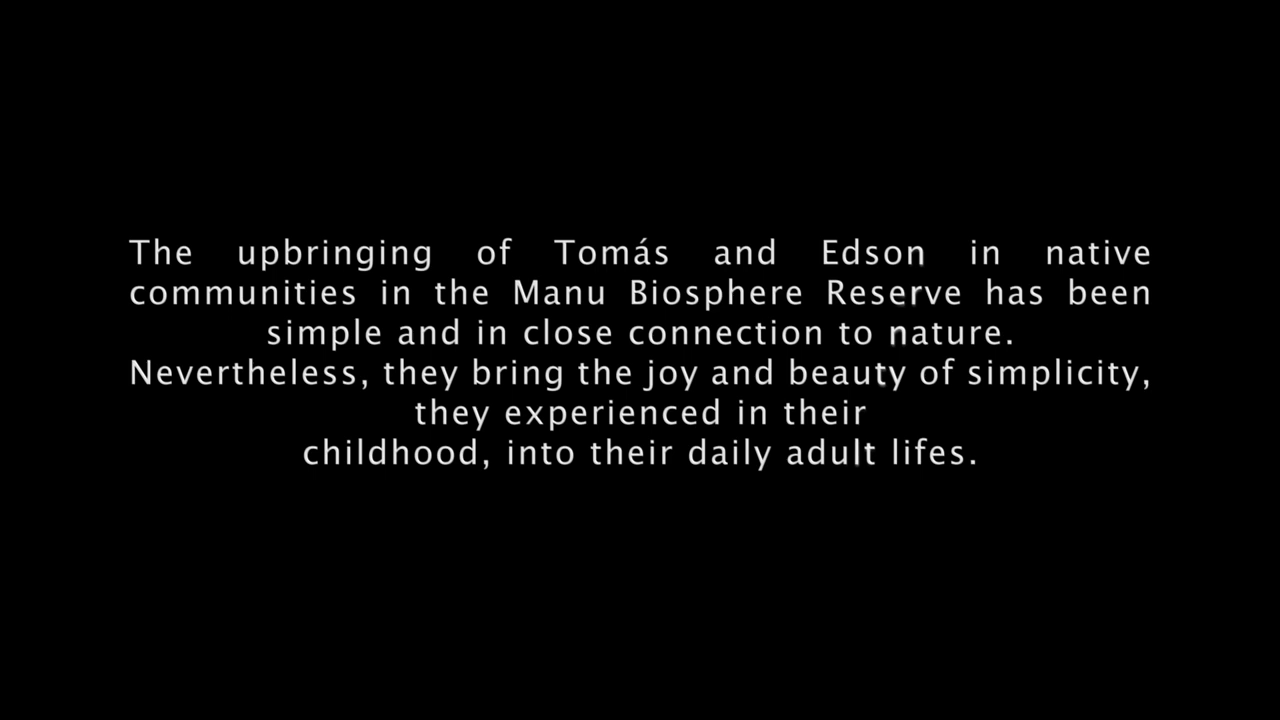 The upbringing of Tomás and Edson in native
communities in the Manu Biosphere Reserve has been
simple and in close connection to nature.
Nevertheless, they bring the joy and beauty of simplicity,
they experienced in their
childhood, into their daily adult lifes.